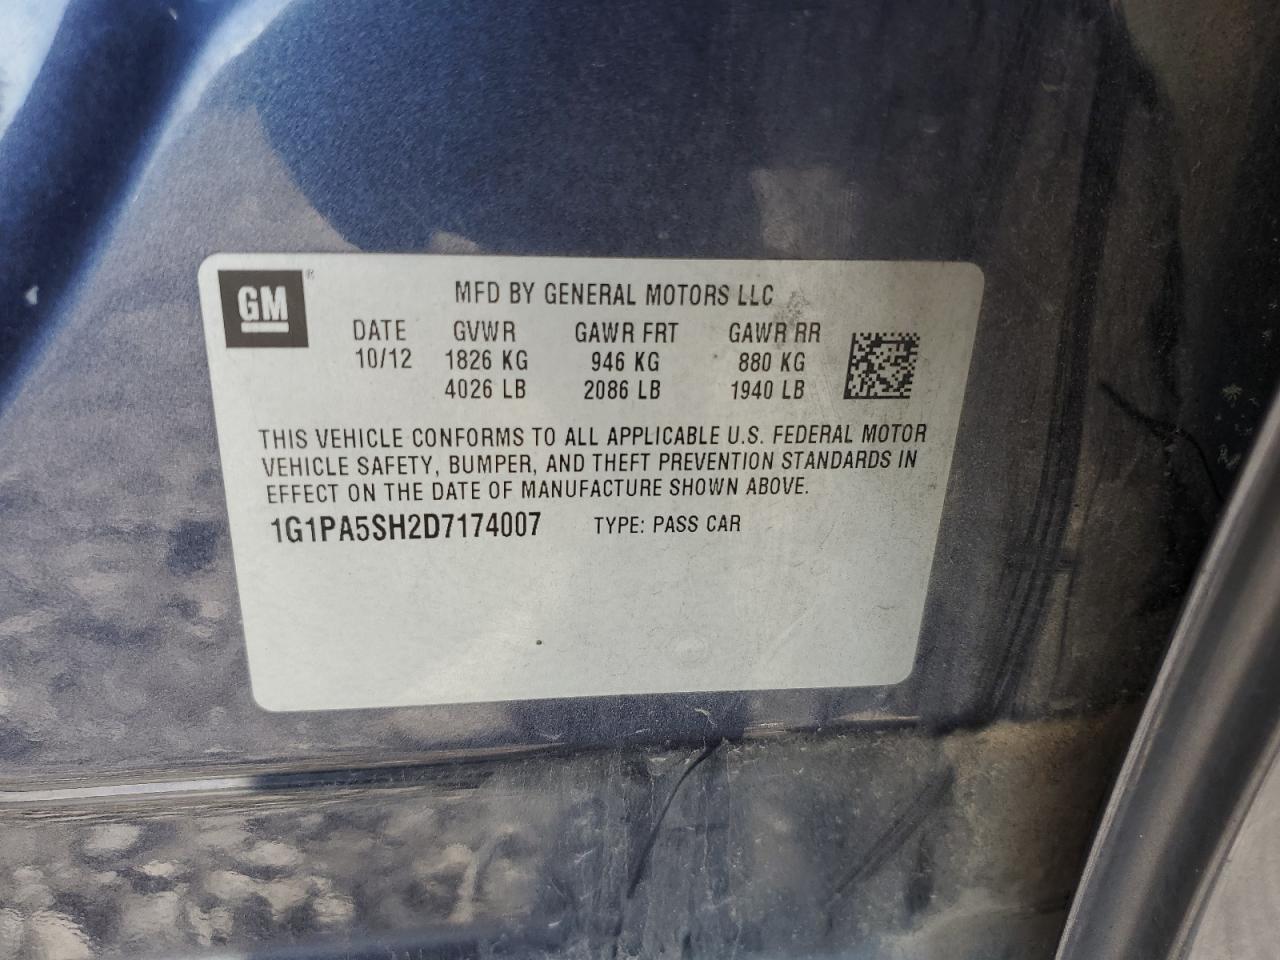 GM ®
MFD BY GENERAL MOTORS LLC
DATE GVWR GAWR FRT GAWR RR
10/12 1826 KG 946 KG 880 KG
4026 LB 2086 LB 1940 LB
THIS VEHICLE CONFORMS TO ALL APPLICABLE U.S. FEDERAL MOTOR
VEHICLE SAFETY, BUMPER, AND THEFT PREVENTION STANDARDS IN
EFFECT ON THE DATE OF MANUFACTURE SHOWN ABOVE.
1G1PA5SH2D7174007 TYPE: PASS CAR